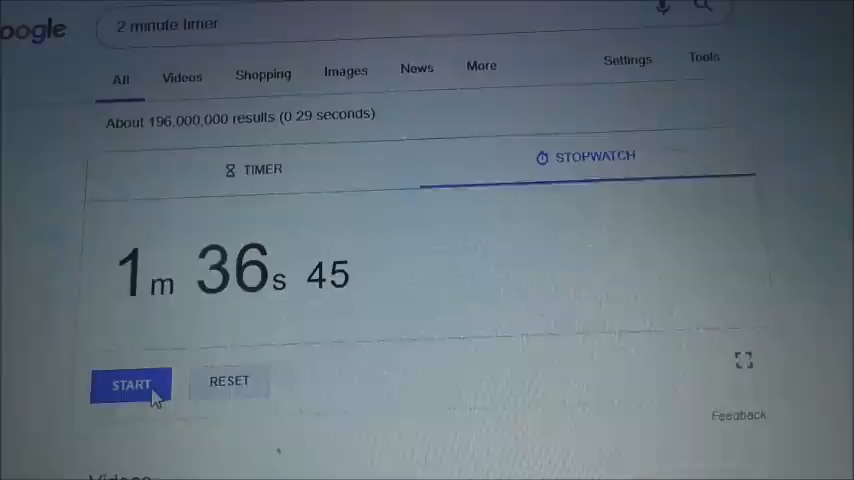 oogle
2 minute timer
All Videos Shopping Images News More Settings Tools
About 196,000,000 results (0.29 seconds)
TIMER STOPWATCH
1m 36s 45
START RESET
Feedback
Videos